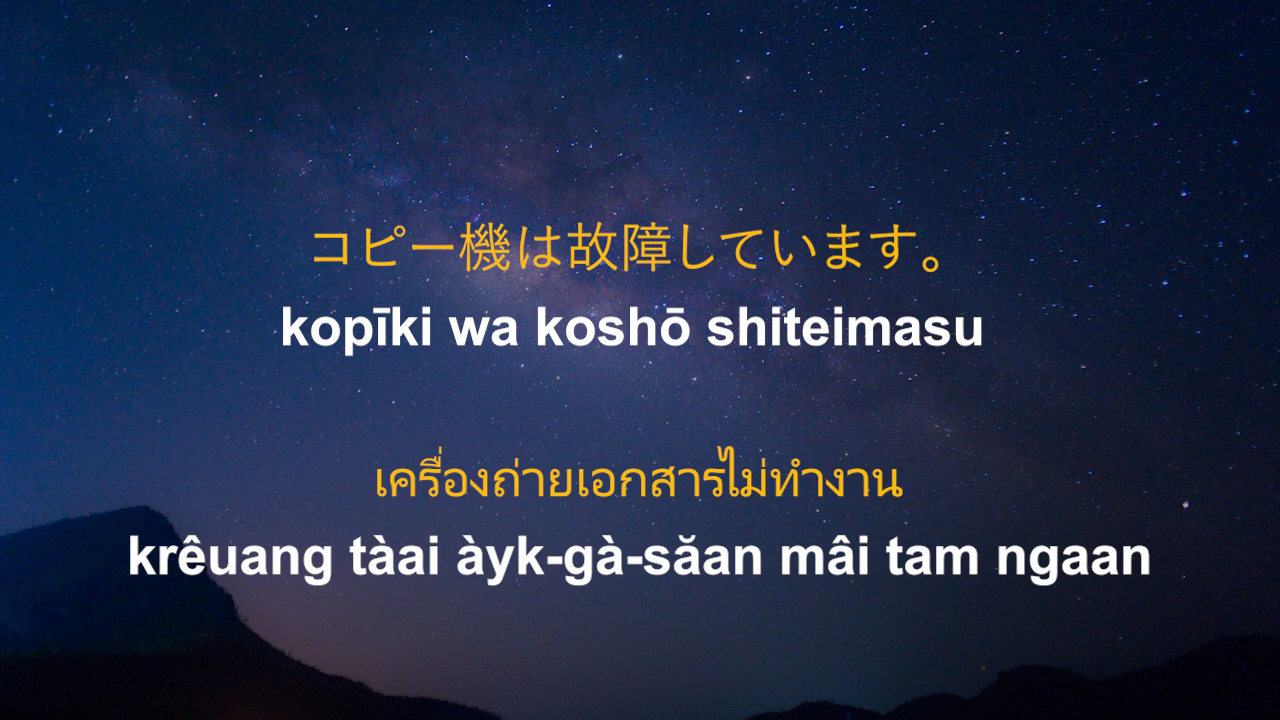 コピー機は故障しています。
kopīki wa koshō shiteimasu
เครื่องถ่ายเอกสารไม่ทำงาน
krêuang tàai àyk-gà-săan mâi tam ngaan